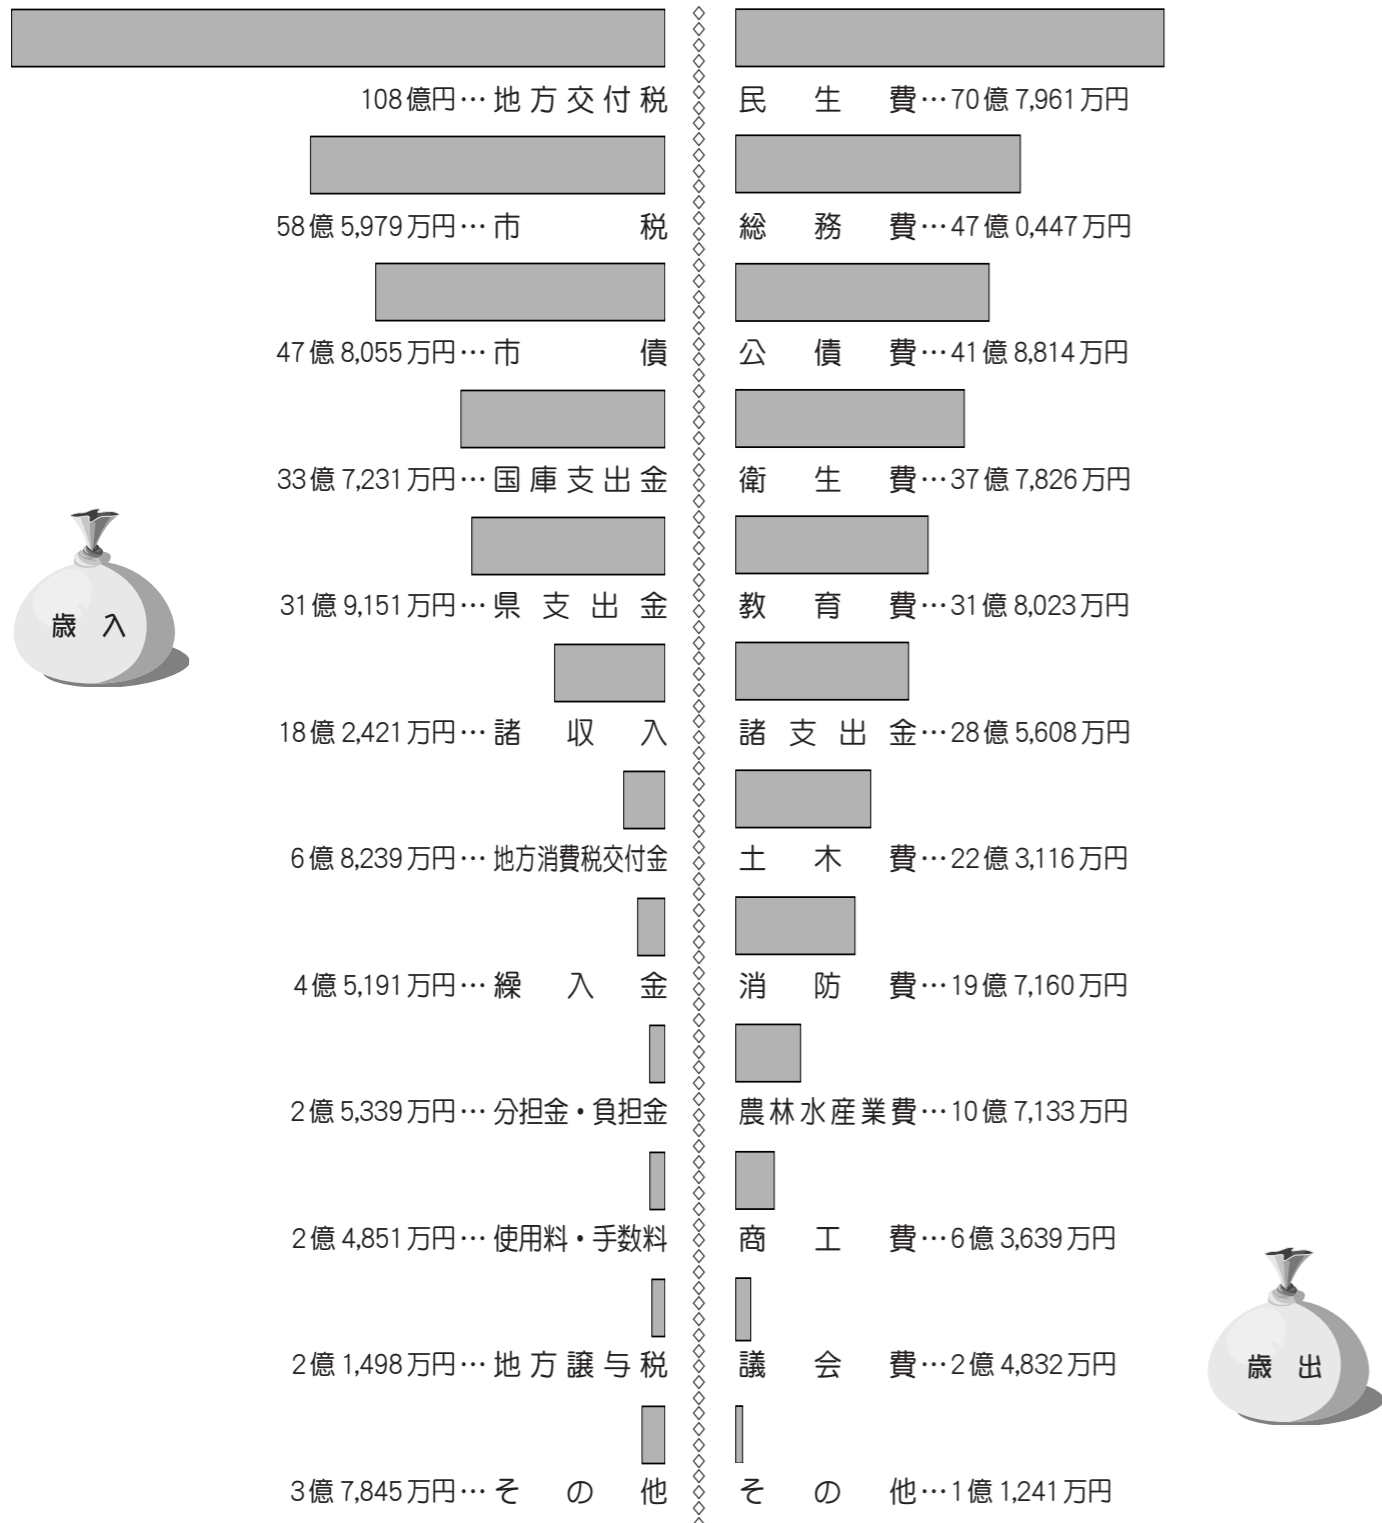 108億円…地方交付税
58億5,979万円…市税
47億8,055万円…市債
33億7,231万円…国庫支出金
31億9,151万円…県支出金
18億2,421万円…諸収入
6億8,239万円…地方消費税交付金
4億5,191万円…繰入金
2億5,339万円…分担金・負担金
2億4,851万円…使用料・手数料
2億1,498万円…地方譲与税
3億7,845万円…その他
歳入
民生費…70億7,961万円
総務費…47億0,447万円
公債費…41億8,814万円
衛生費…37億7,826万円
教育費…31億8,023万円
諸支出金…28億5,608万円
土木費…22億3,116万円
消防費…19億7,160万円
農林水産業費…10億7,133万円
商工費…6億3,639万円
議会費…2億4,832万円
その他…1億1,241万円
歳出